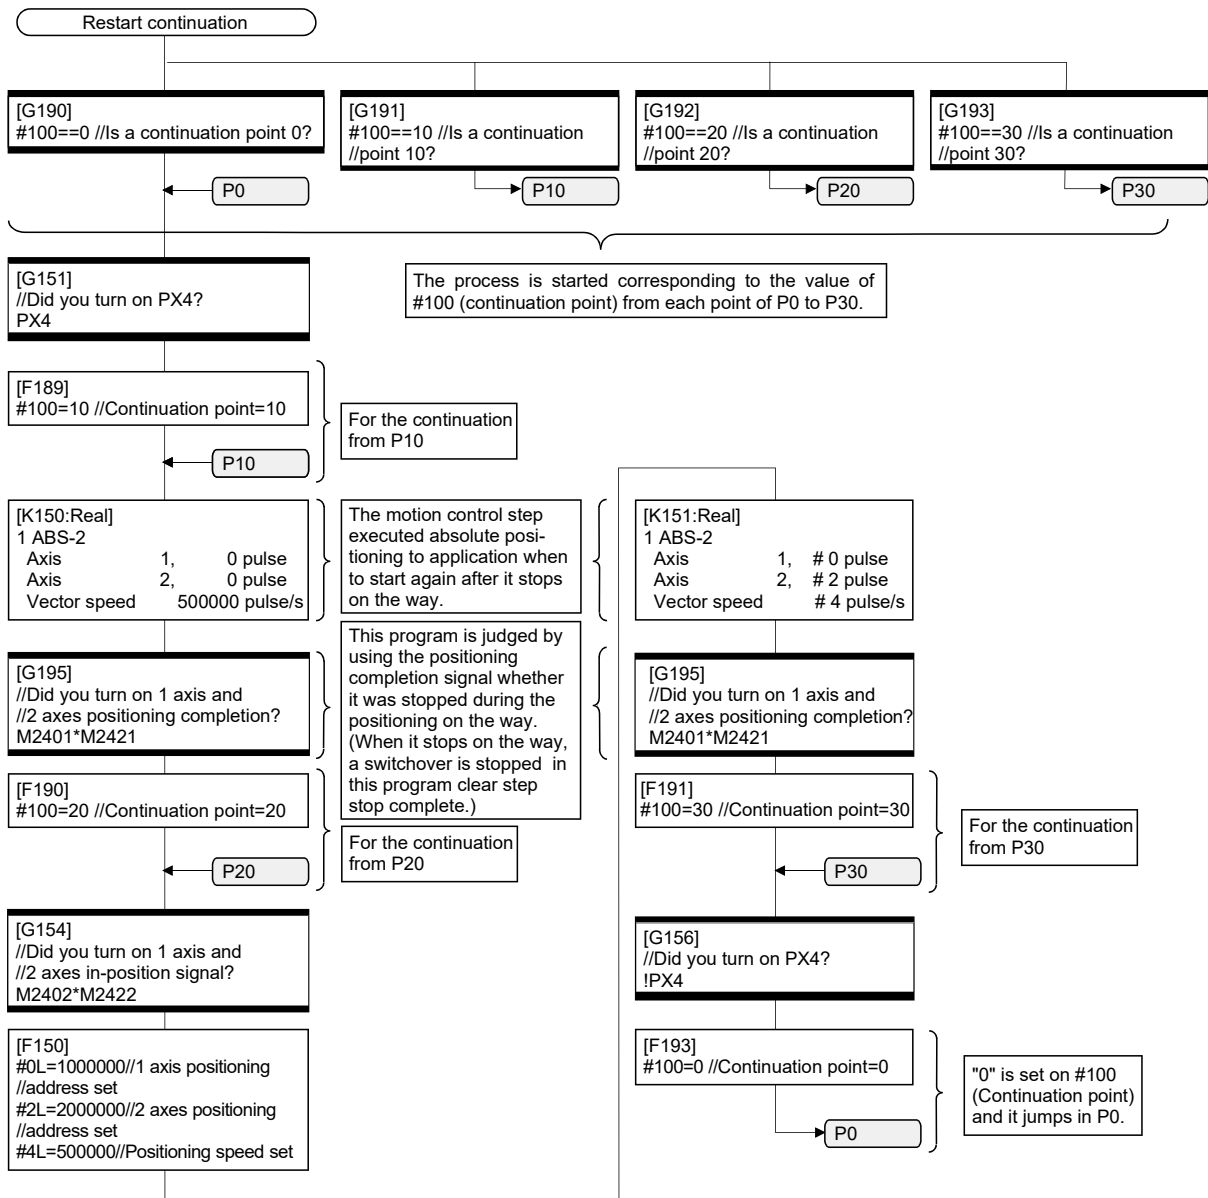 Restart continuation
[G190]
#100==0 //Is a continuation point 0?
[G191]
#100==10 //Is a continuation
//point 10?
[G192]
#100==20 //Is a continuation
//point 20?
[G193]
#100==30 //Is a continuation
//point 30?
P0
P10
P20
P30
The process is started corresponding to the value of
#100 (continuation point) from each point of P0 to P30.
[G151]
//Did you turn on PX4?
PX4
[F189]
#100=10 //Continuation point=10
P10
For the continuation
from P10
[K150:Real]
1 ABS-2
Axis 1, 0 pulse
Axis 2, 0 pulse
Vector speed 500000 pulse/s
The motion control step
executed absolute posi-
tioning to application when
to start again after it stops
on the way.
[G195]
//Did you turn on 1 axis and
//2 axes positioning completion?
M2401*M2421
This program is judged by
using the positioning
completion signal whether
it was stopped during the
positioning on the way.
(When it stops on the way,
a switchover is stopped in
this program clear step
stop complete.)
[F190]
#100=20 //Continuation point=20
P20
For the continuation
from P20
[G154]
//Did you turn on 1 axis and
//2 axes in-position signal?
M2402*M2422
[F150]
#0L=1000000//1 axis positioning
//address set
#2L=2000000//2 axes positioning
//address set
#4L=500000//Positioning speed set
[K151:Real]
1 ABS-2
Axis 1, # 0 pulse
Axis 2, # 2 pulse
Vector speed # 4 pulse/s
[G195]
//Did you turn on 1 axis and
//2 axes positioning completion?
M2401*M2421
[F191]
#100=30 //Continuation point=30
P30
For the continuation
from P30
[G156]
//Did you turn on PX4?
!PX4
[F193]
#100=0 //Continuation point=0
P0
"0" is set on #100
(Continuation point)
and it jumps in P0.